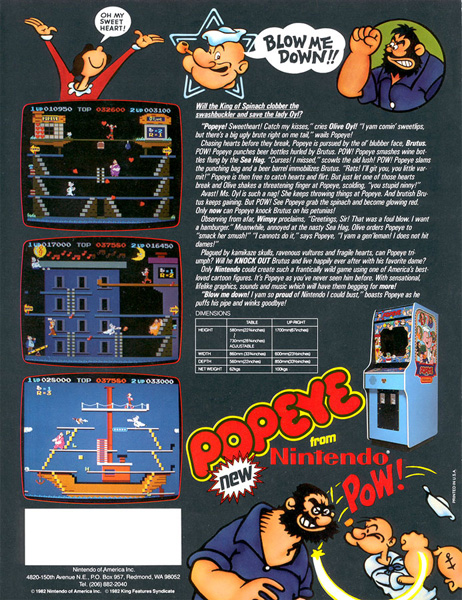 OH MY
SWEET
HEART!
BLOW ME
DOWN!!
1UP 010950 TOP 032600 2UP 003100
Will the King of Spinach clobber the
swashbuckler and save the lady Oyl?
"Popeye! Sweetheart! Catch my kisses," cries Olive Oyl! "I yam comin' sweetlips,
but there's a big ugly brute right on me tail," wails Popeye!
Chasing hearts before they break, Popeye is pursued by the ol' blubber face, Brutus.
POW! Popeye punches beer bottles hurled by Brutus. POW! Popeye smashes wine bot-
tles flung by the Sea Hag. "Curses! I missed," scowls the old lush! POW! Popeye slams
the punching bag and a beer barrel immobilizes Brutus. "Rats! I'll git you, you little var-
mint!" Popeye is then free to catch hearts and flirt. But just let one of those hearts
break and Olive shakes a threatening finger at Popeye, scolding, "you stupid ninny!"
Avast! Ms. Oyl is such a nag! She keeps throwing things at Popeye. And brutish Bru-
tus keeps gaining. But POW! See Popeye grab the spinach and become glowing red.
Only now can Popeye knock Brutus on his petunias!
Observing from afar, Wimpy proclaims, "Greetings, Sir! That was a foul blow. I want
a hamburger." Meanwhile, annoyed at the nasty Sea Hag, Olive orders Popeye to
"smack her smush!" "I cannots do it," says Popeye, "I yam a gen'leman! I does not hit
dames!"
Plagued by kamikaze skulls, ravenous vultures and fragile hearts, can Popeye tri-
umph? Will he KNOCK OUT Brutus and live happily ever after with his favorite dame?
Only Nintendo could create such a frantically wild game using one of America's best-
loved cartoon figures. It's Popeye as you've never seen him before. With sensational,
lifelike graphics, sounds and music which will have them begging for more!
"Blow me down! I yam so proud of Nintendo I could bust," boasts Popeye as he
puffs his pipe and winks goodbye!
1UP 017000 TOP 037560 2UP 016450
DIMENSIONS
TABLE UP-RIGHT
HEIGHT
ADJUSTABLE
WIDTH
DEPTH
NET WEIGHT 62kgs 100kgs
1UP 028000 TOP 037560 2UP 033000
POPEYE
from
Nintendo
new
POW!
PRINTED IN U.S.A.
Nintendo of America Inc.
4820-150th Avenue N.E., P.O. Box 957, Redmond, WA 98052
Tel. (206) 882-2040
© 1982 Nintendo of America Inc. © 1982 King Features Syndicate